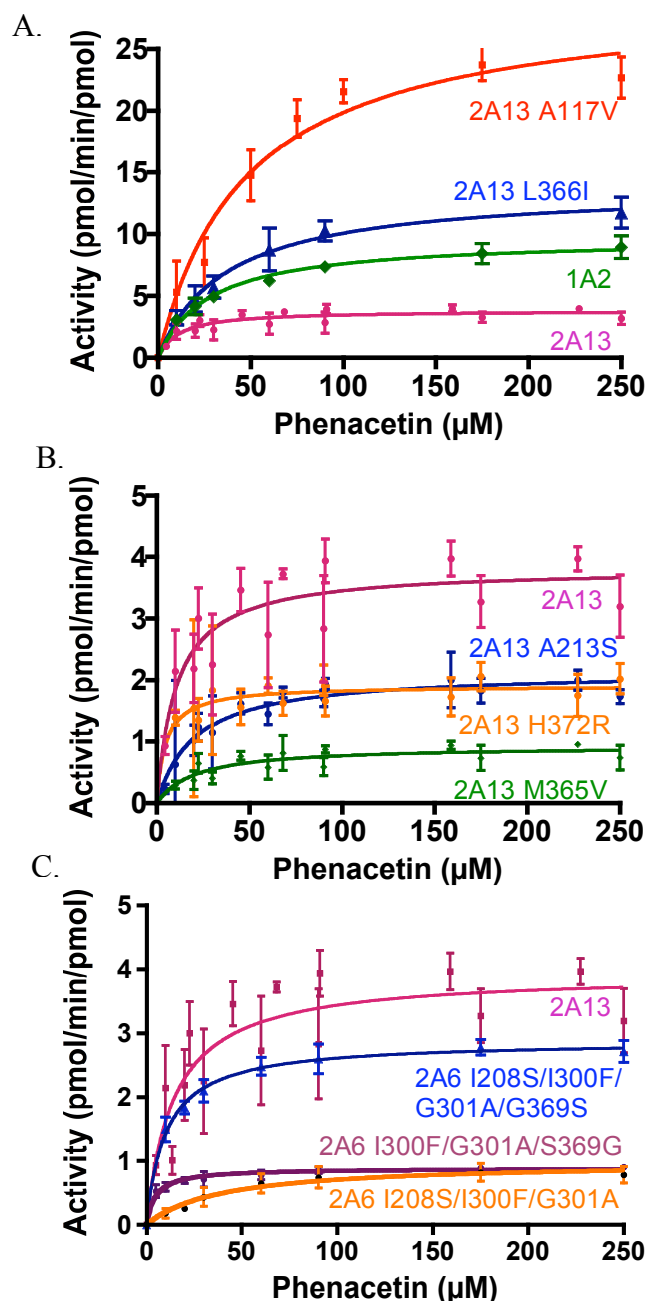 A.
Activity (pmol/min/pmol)
25
20
15
10
5
0
2A13 A117V
2A13 L366I
1A2
2A13
0 50 100 150 200 250
Phenacetin (µM)
B.
Activity (pmol/min/pmol)
5
4
3
2
1
0
2A13
2A13 A213S
2A13 H372R
2A13 M365V
0 50 100 150 200 250
Phenacetin (µM)
C.
Activity (pmol/min/pmol)
5
4
3
2
1
0
2A13
2A6 I208S/I300F/
G301A/G369S
2A6 I300F/G301A/S369G
2A6 I208S/I300F/G301A
0 50 100 150 200 250
Phenacetin (µM)